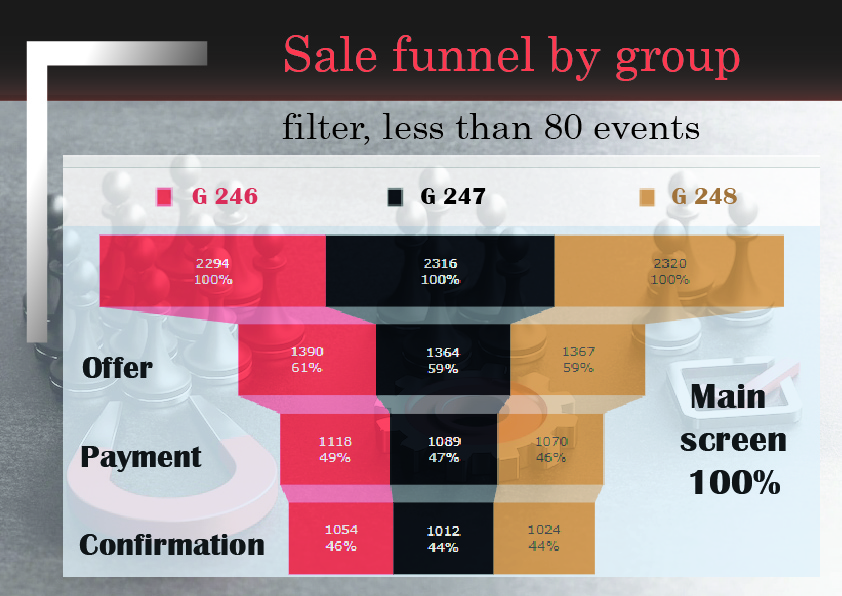 Sale funnel by group
filter, less than 80 events
G 246 G 247 G 248
2294 2316 2320
100% 100% 100%
Offer 1390 1364 1367
61% 59% 59%
Main
screen
100%
Payment 1118 1089 1070
49% 47% 46%
Confirmation 1054 1012 1024
46% 44% 44%